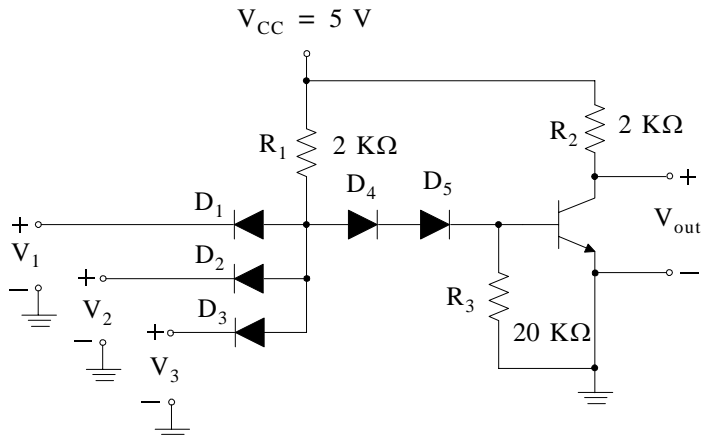 V_CC = 5 V
R_1 2 KΩ
R_2 2 KΩ
D_4 D_5
D_1
+
V_1
−
D_2
+
V_2
−
D_3
+
V_3
−
R_3
20 KΩ
+
V_out
−